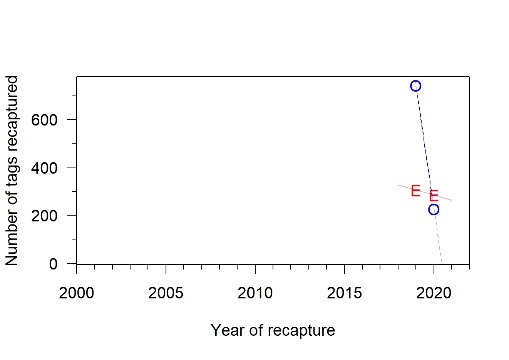 Number of tags recaptured
600
400
200
0
O
E
E
O
2000 2005 2010 2015 2020
Year of recapture